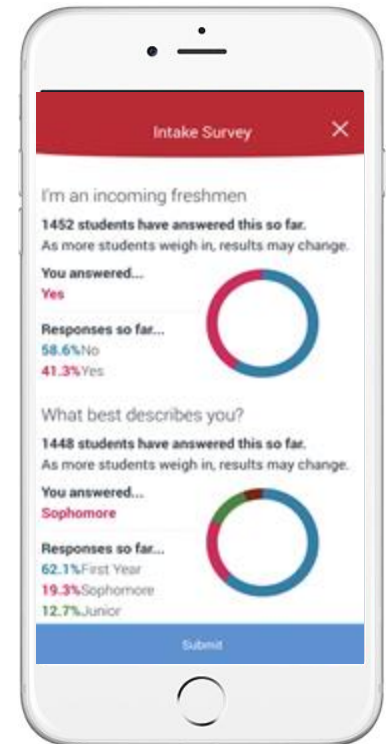 Intake Survey
I'm an incoming freshmen
1452 students have answered this so far.
As more students weigh in, results may change.
You answered...
Yes
Responses so far...
58.6%No
41.3%Yes
What best describes you?
1448 students have answered this so far.
As more students weigh in, results may change.
You answered...
Sophomore
Responses so far...
62.1%First Year
19.3%Sophomore
12.7%Junior
Submit